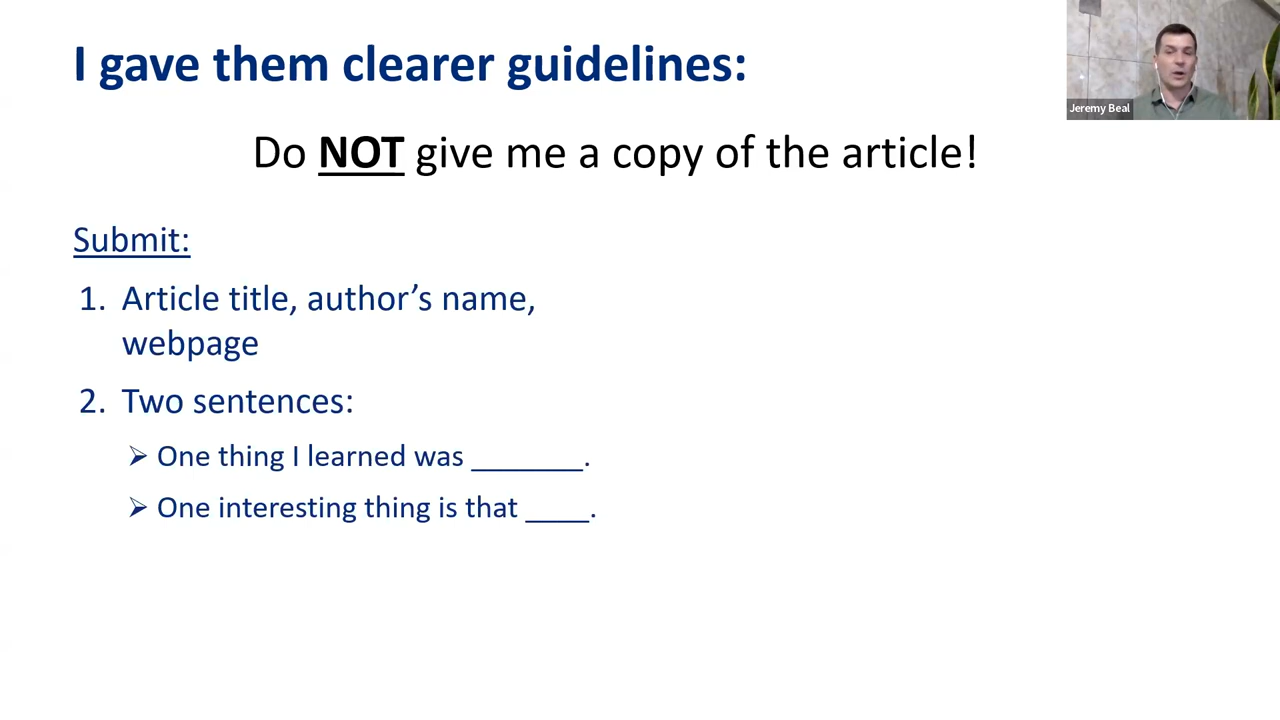 I gave them clearer guidelines:
Jeremy Beal
Do NOT give me a copy of the article!
Submit:
1. Article title, author’s name,
webpage
2. Two sentences:
➢ One thing I learned was _______.
➢ One interesting thing is that ____.